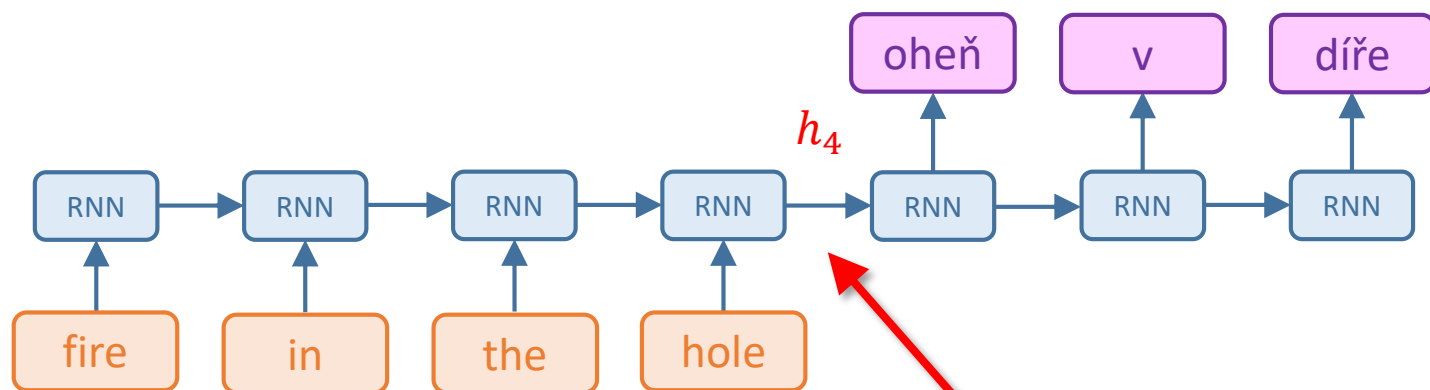 oheň v díře
h₄
RNN RNN RNN RNN RNN RNN RNN
fire in the hole